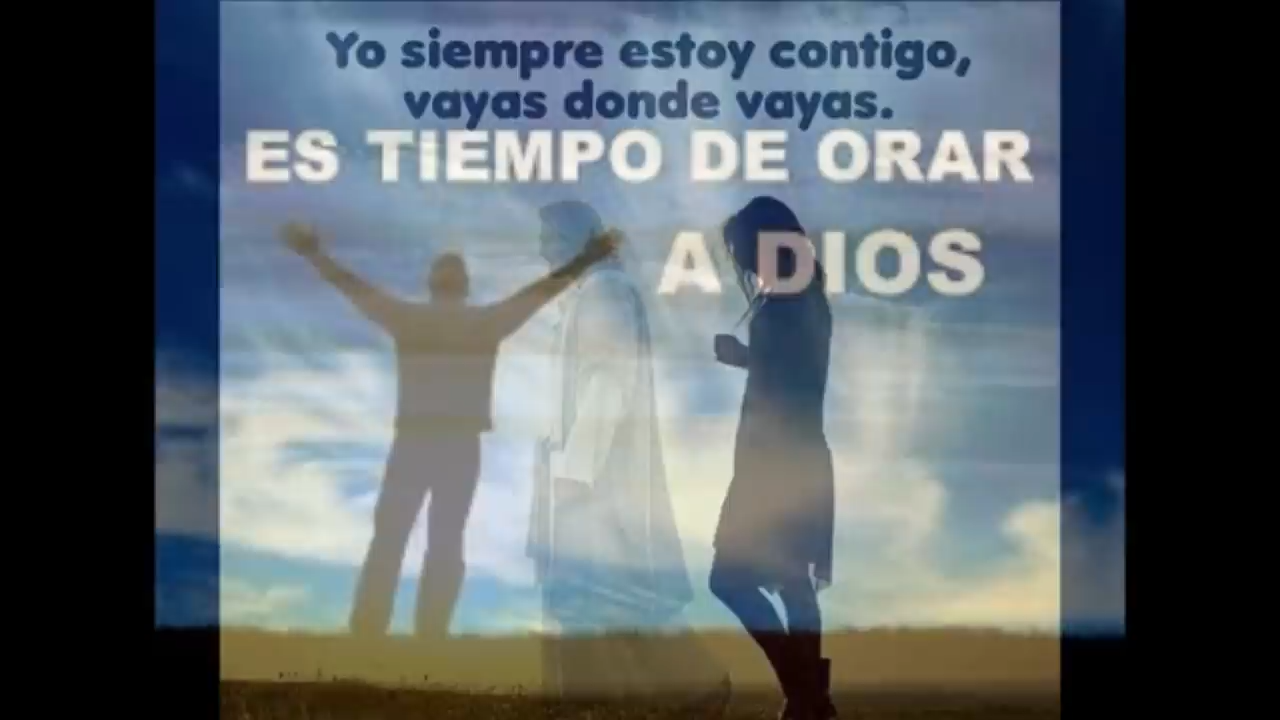 Yo siempre estoy contigo,
vayas donde vayas.
ES TIEMPO DE ORAR
A DIOS